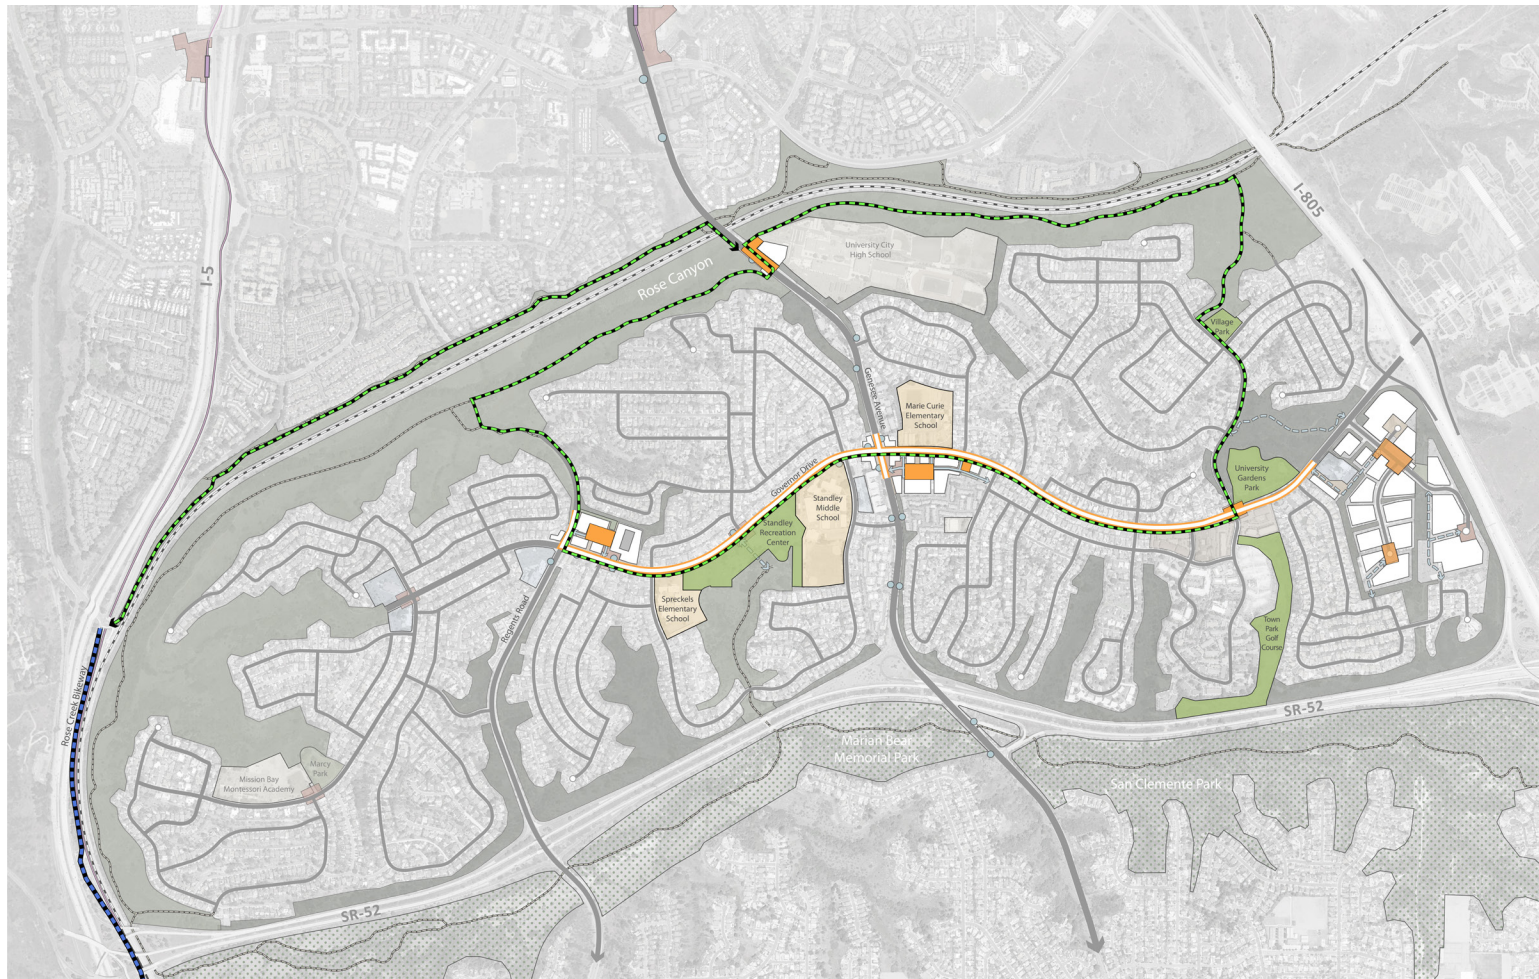 I-805
I-5
University City
High School
Rose Canyon
Village
Park
Genesee Avenue
Marie Curie
Elementary
School
Governor Drive
University
Gardens
Park
Standley
Middle
School
Standley
Recreation
Center
Spreckels
Elementary
School
Regents Road
Town
Park
Golf
Course
Rose Creek Bikeway
SR-52
Marian Bear
Memorial Park
Marcy
Park
Mission Bay
Montessori Academy
San Clemente Park
SR-52